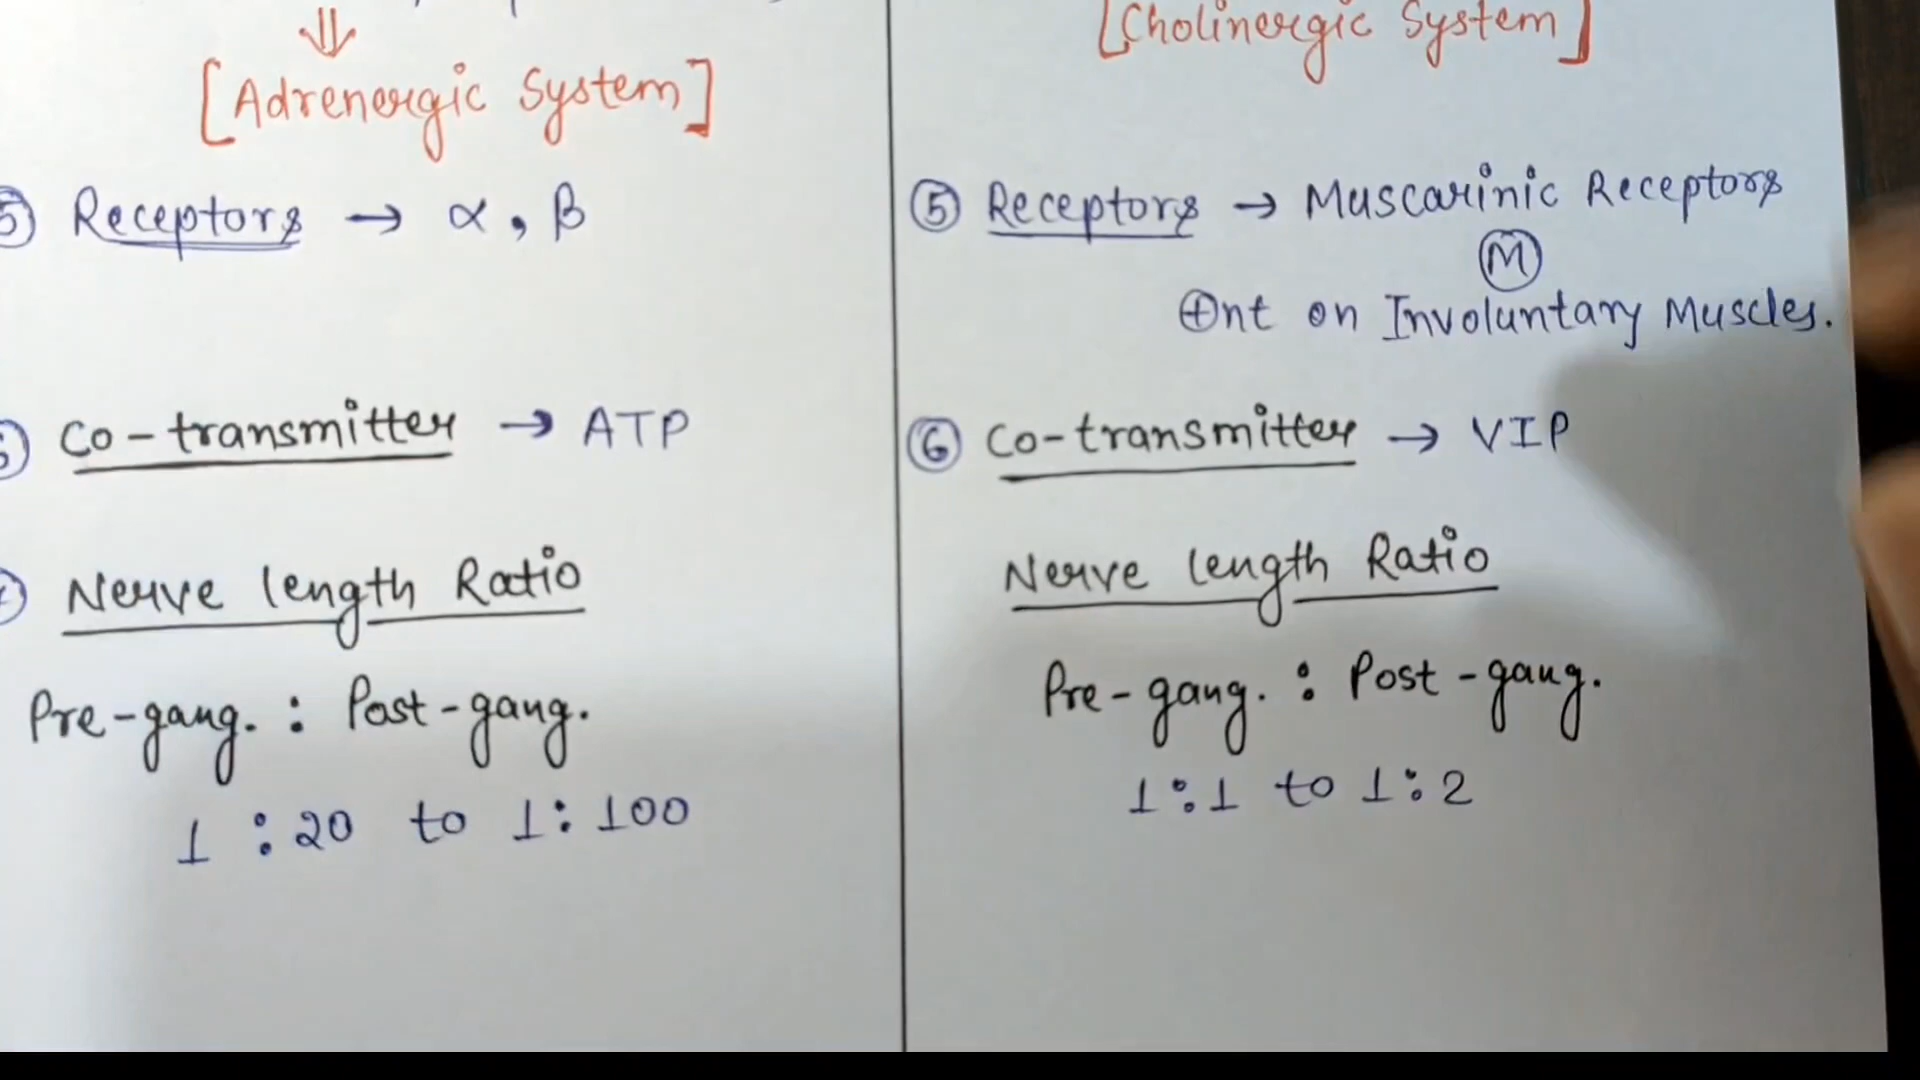 [Adrenergic System]
⑤ Receptors → α, β
Co-transmitter → ATP
Nerve length Ratio
Pre-gang. : Post-gang.
1 : 20 to 1 : 100
[Cholinergic System]
⑤ Receptors → Muscarinic Receptors
Ⓜ
⊕nt on Involuntary Muscles.
⑥ Co-transmitter → VIP
Nerve length Ratio
Pre-gang. : Post-gang.
1 : 1 to 1 : 2